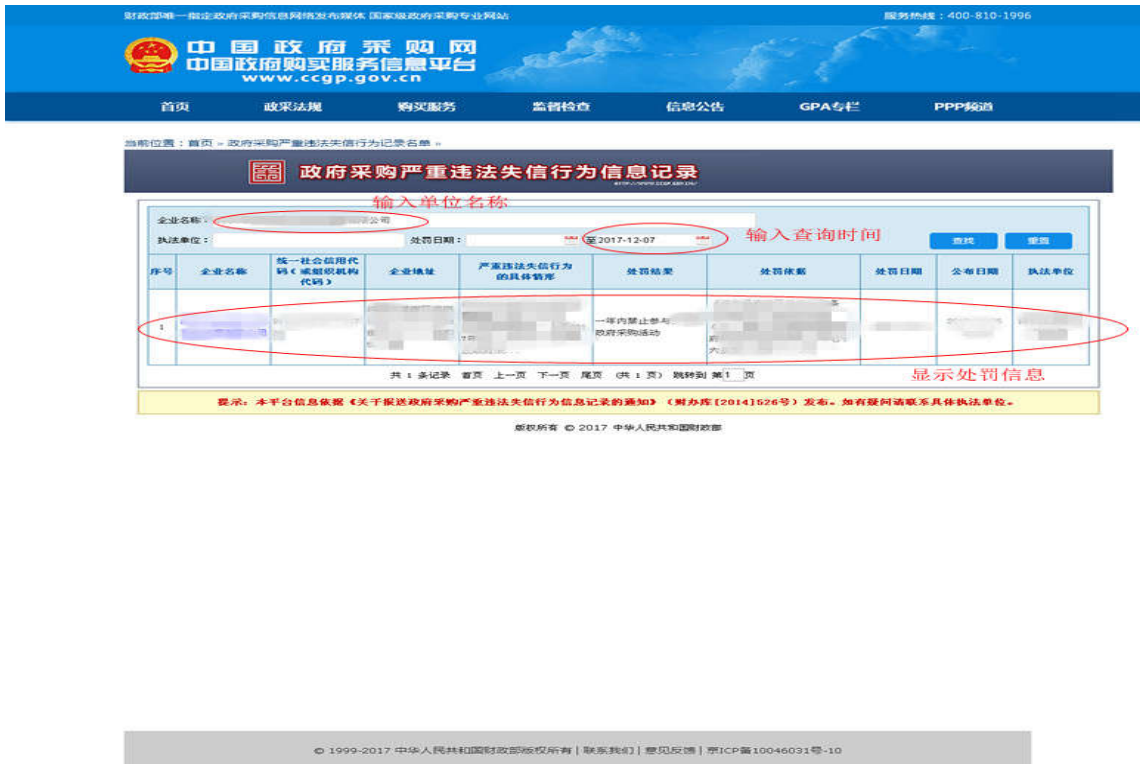 财政部唯一指定政府采购信息网络发布媒体 国家级政府采购专业网站
服务热线：400-810-1996
中国政府采购网
中国政府购买服务信息平台
www.ccgp.gov.cn
首页 政采法规 购买服务 监督检查 信息公告 GPA专栏 PPP频道
当前位置：首页 » 政府采购严重违法失信行为记录名单 »
政府采购严重违法失信行为信息记录
HTTP://WWW.CCGP.GOV.CN/
输入单位名称
企业名称： 公司
执法单位： 处罚日期： 至2017-12-07
输入查询时间
查找 重置
序号 企业名称 统一社会信用代码（或组织机构代码） 企业地址 严重违法失信行为的具体情形 处罚结果 处罚依据 处罚日期 公布日期 执法单位
1 一年内禁止参与政府采购活动
共 1 条记录 首页 上一页 下一页 尾页 （共 1 页） 跳转到 第1 页
显示处罚信息
提示：本平台信息依据《关于报送政府采购严重违法失信行为信息记录的通知》（财办库[2014]526号）发布。如有疑问请联系具体执法单位。
版权所有 © 2017 中华人民共和国财政部
© 1999-2017 中华人民共和国财政部版权所有 | 联系我们 | 意见反馈 | 京ICP备10046031号-10